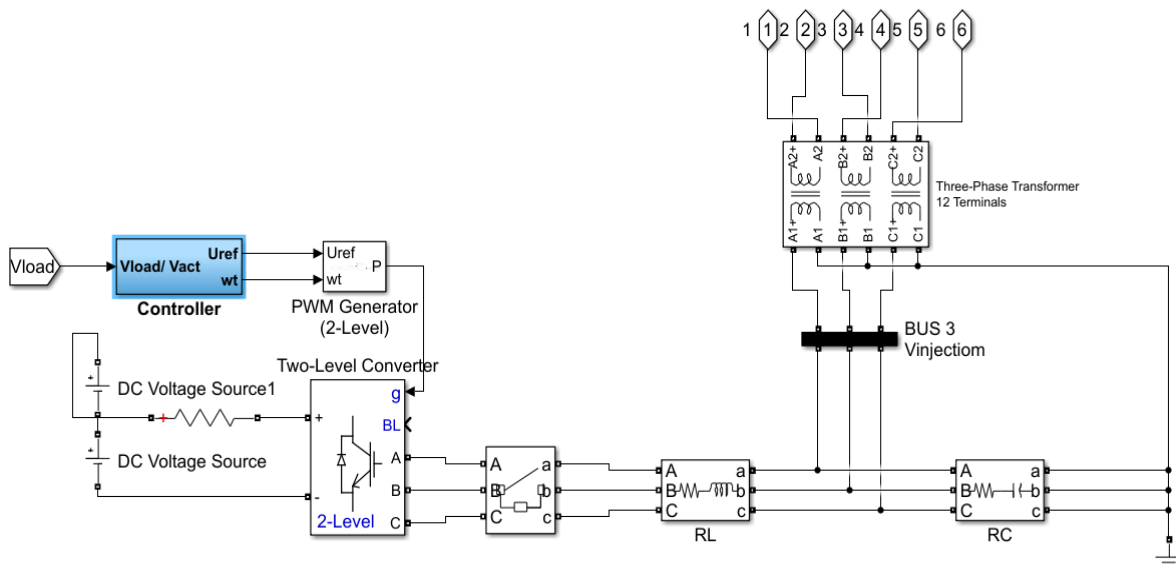 1 1 2 2 3 3 4 4 5 5 6 6
A2+ A2 B2+ B2 C2+ C2
Three-Phase Transformer
12 Terminals
A1+ A1 B1+ B1 C1+ C1
Vload
Vload/ Vact
Uref
wt
Controller
Uref
wt
P
PWM Generator
(2-Level)
BUS 3
Vinjectiom
Two-Level Converter
DC Voltage Source1
DC Voltage Source
+
+
+
+
-
g
BL
A
B
C
2-Level
A a
B b
C c
A a
B b
C c
RL
A a
B b
C c
RC